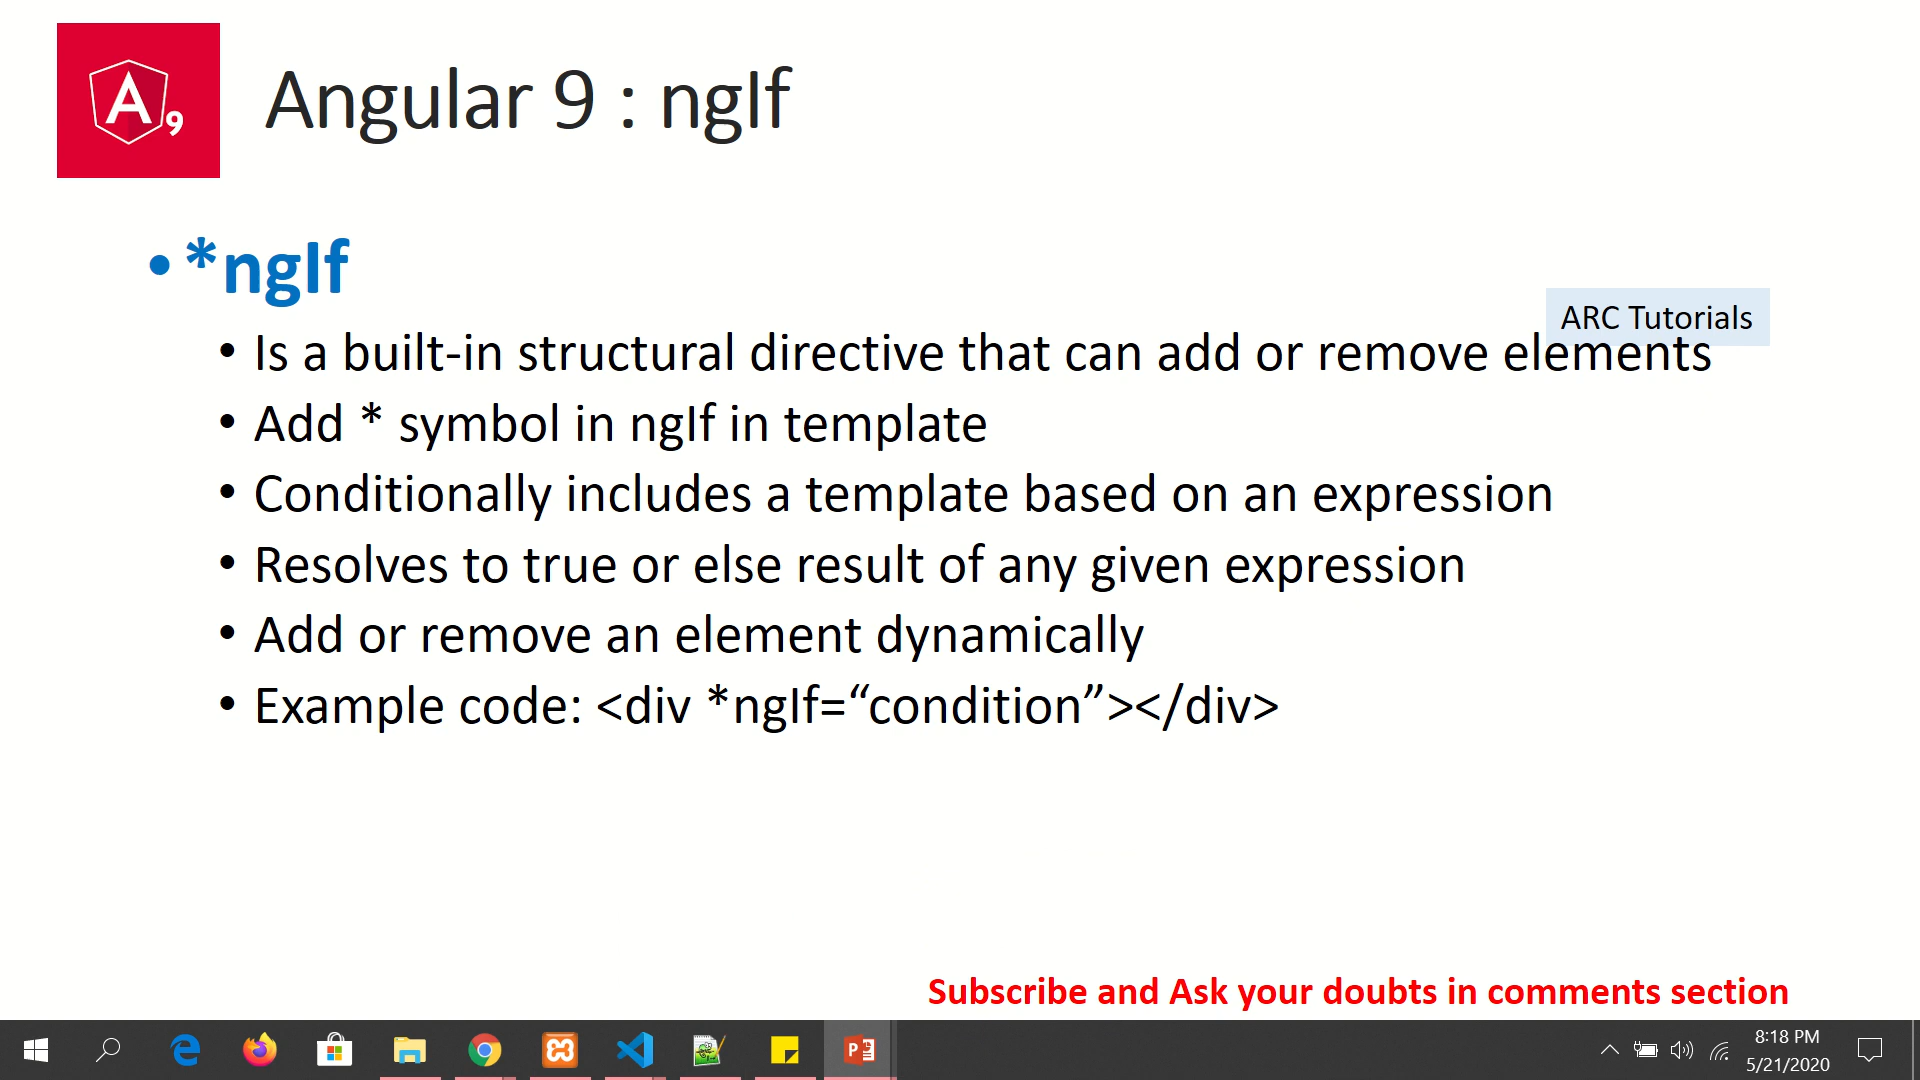 A9
Angular 9 : ngIf
• *ngIf
ARC Tutorials
• Is a built-in structural directive that can add or remove elements
• Add * symbol in ngIf in template
• Conditionally includes a template based on an expression
• Resolves to true or else result of any given expression
• Add or remove an element dynamically
• Example code: <div *ngIf=“condition”></div>
Subscribe and Ask your doubts in comments section
8:18 PM
5/21/2020